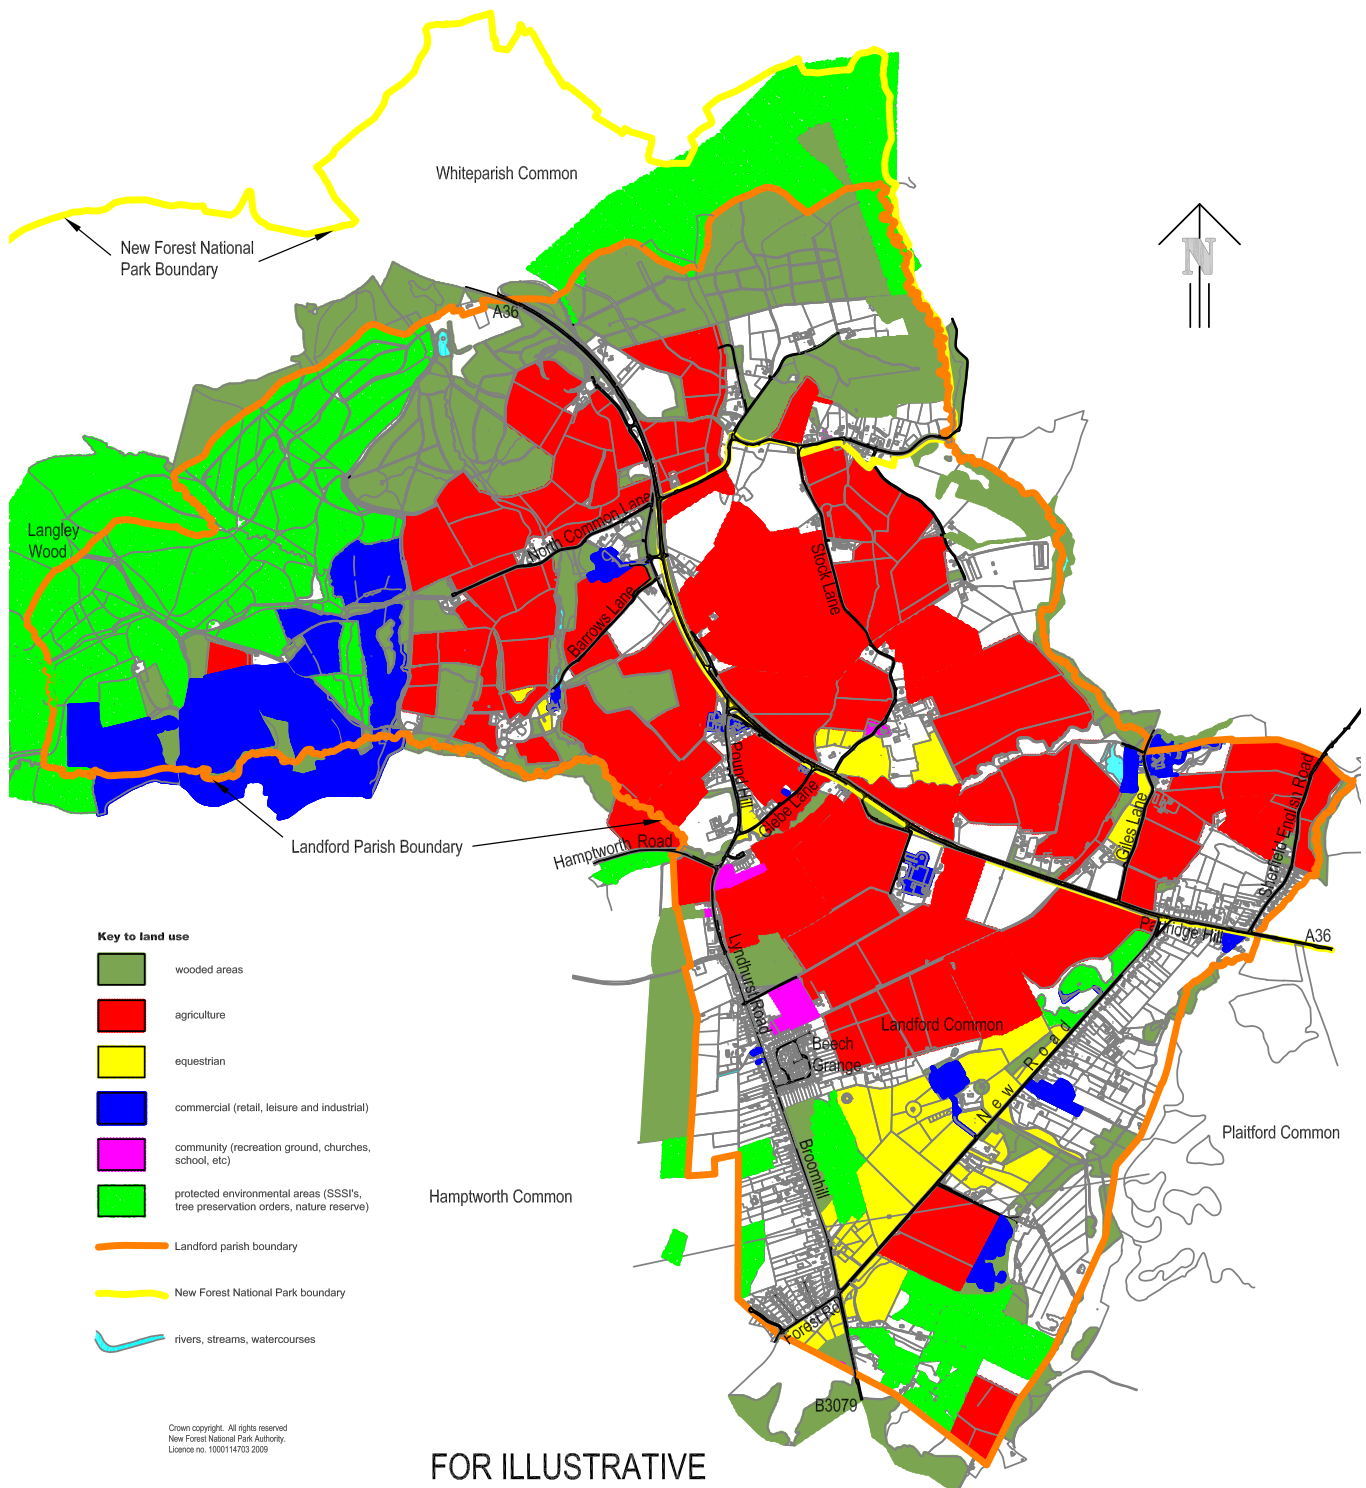 Whiteparish Common
New Forest National
Park Boundary
N
A36
Langley
Wood
North Common Lane
Stock Lane
Barrows Lane
Pound Hill
Glebe Lane
Giles Lane
Sherfield English Road
Landford Parish Boundary
Hamptworth Road
Partridge Hill
A36
Lyndhurst Road
Landford Common
Beech
Grange
New Road
Plaitford Common
Broomhill
Hamptworth Common
Forest Rd
B3079
Key to land use
wooded areas
agriculture
equestrian
commercial (retail, leisure and industrial)
community (recreation ground, churches,
school, etc)
protected environmental areas (SSSI's,
tree preservation orders, nature reserve)
Landford parish boundary
New Forest National Park boundary
rivers, streams, watercourses
Crown copyright. All rights reserved
New Forest National Park Authority.
Licence no. 1000114703 2009
FOR ILLUSTRATIVE